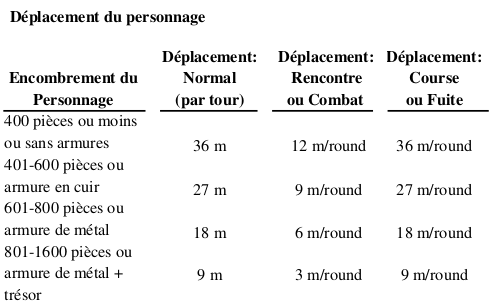 Déplacement du personnage
Déplacement: Déplacement: Déplacement:
Encombrement du Normal Rencontre Course
Personnage (par tour) ou Combat ou Fuite
400 pièces ou moins
ou sans armures 36 m 12 m/round 36 m/round
401-600 pièces ou
armure en cuir 27 m 9 m/round 27 m/round
601-800 pièces ou
armure de métal 18 m 6 m/round 18 m/round
801-1600 pièces ou
armure de métal + 9 m 3 m/round 9 m/round
trésor